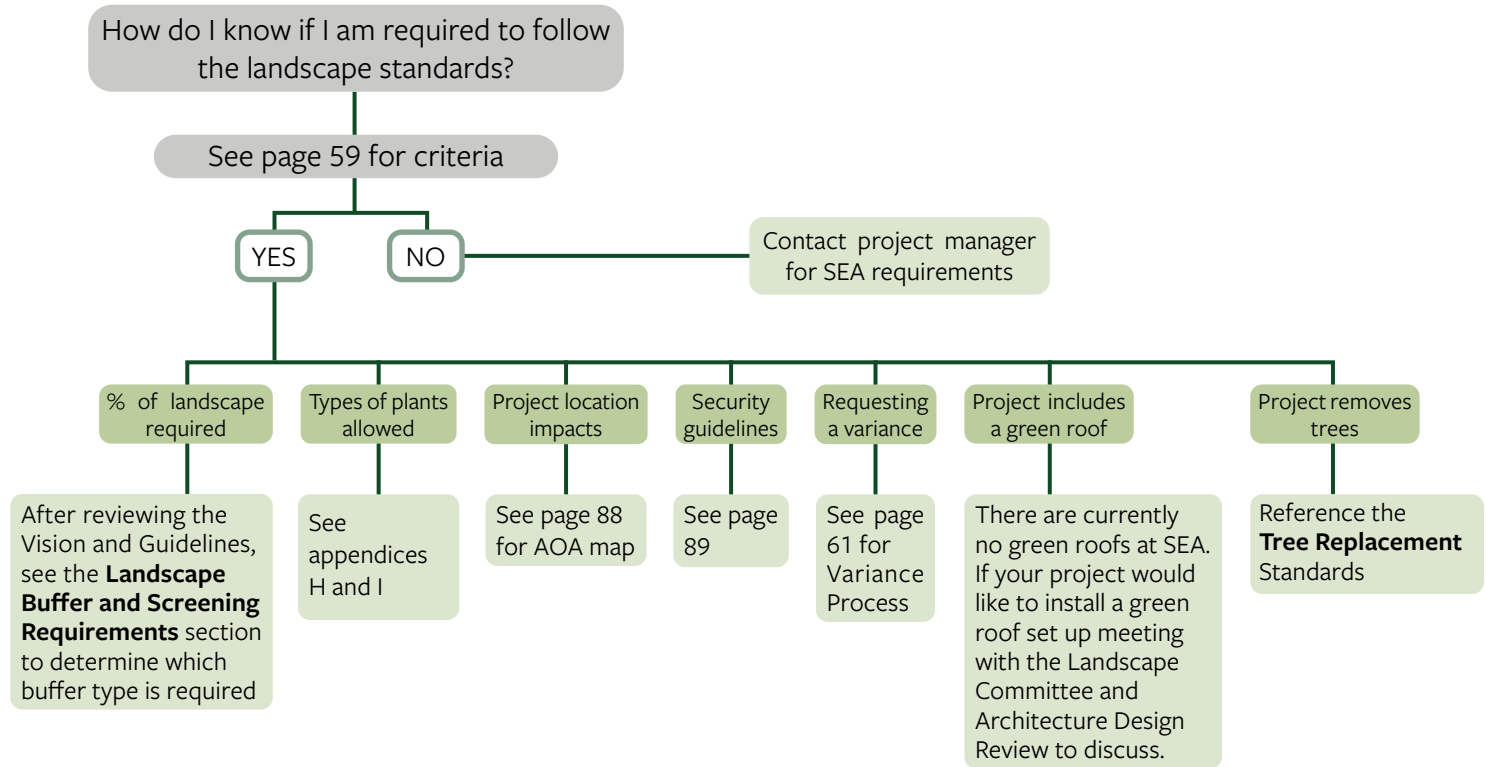 How do I know if I am required to follow
the landscape standards?
See page 59 for criteria
YES
NO
Contact project manager
for SEA requirements
% of landscape
required
After reviewing the
Vision and Guidelines,
see the Landscape
Buffer and Screening
Requirements section
to determine which
buffer type is required
Types of plants
allowed
See
appendices
H and I
Project location
impacts
See page 88
for AOA map
Security
guidelines
See page
89
Requesting
a variance
See page
61 for
Variance
Process
Project includes
a green roof
There are currently
no green roofs at SEA.
If your project would
like to install a green
roof set up meeting
with the Landscape
Committee and
Architecture Design
Review to discuss.
Project removes
trees
Reference the
Tree Replacement
Standards